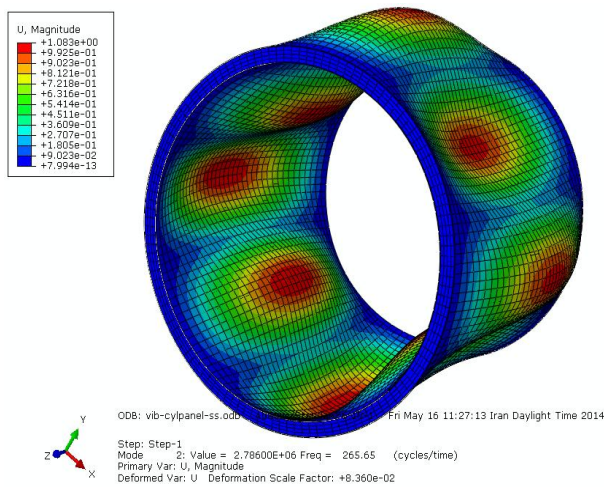 U, Magnitude
+1.083e+00
+9.925e-01
+9.023e-01
+8.121e-01
+7.218e-01
+6.316e-01
+5.414e-01
+4.511e-01
+3.609e-01
+2.707e-01
+1.805e-01
+9.023e-02
+7.994e-13
Y
Z
X
ODB: vib-cylpanel-ss.odb Fri May 16 11:27:13 Iran Daylight Time 2014
Step: Step-1
Mode 2: Value = 2.78600E+06 Freq = 265.65 (cycles/time)
Primary Var: U, Magnitude
Deformed Var: U Deformation Scale Factor: +8.360e-02